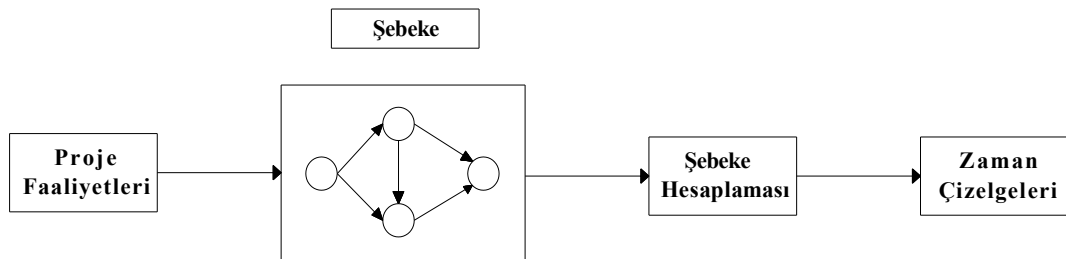 Şebeke
Proje
Faaliyetleri
Şebeke
Hesaplaması
Zaman
Çizelgeleri